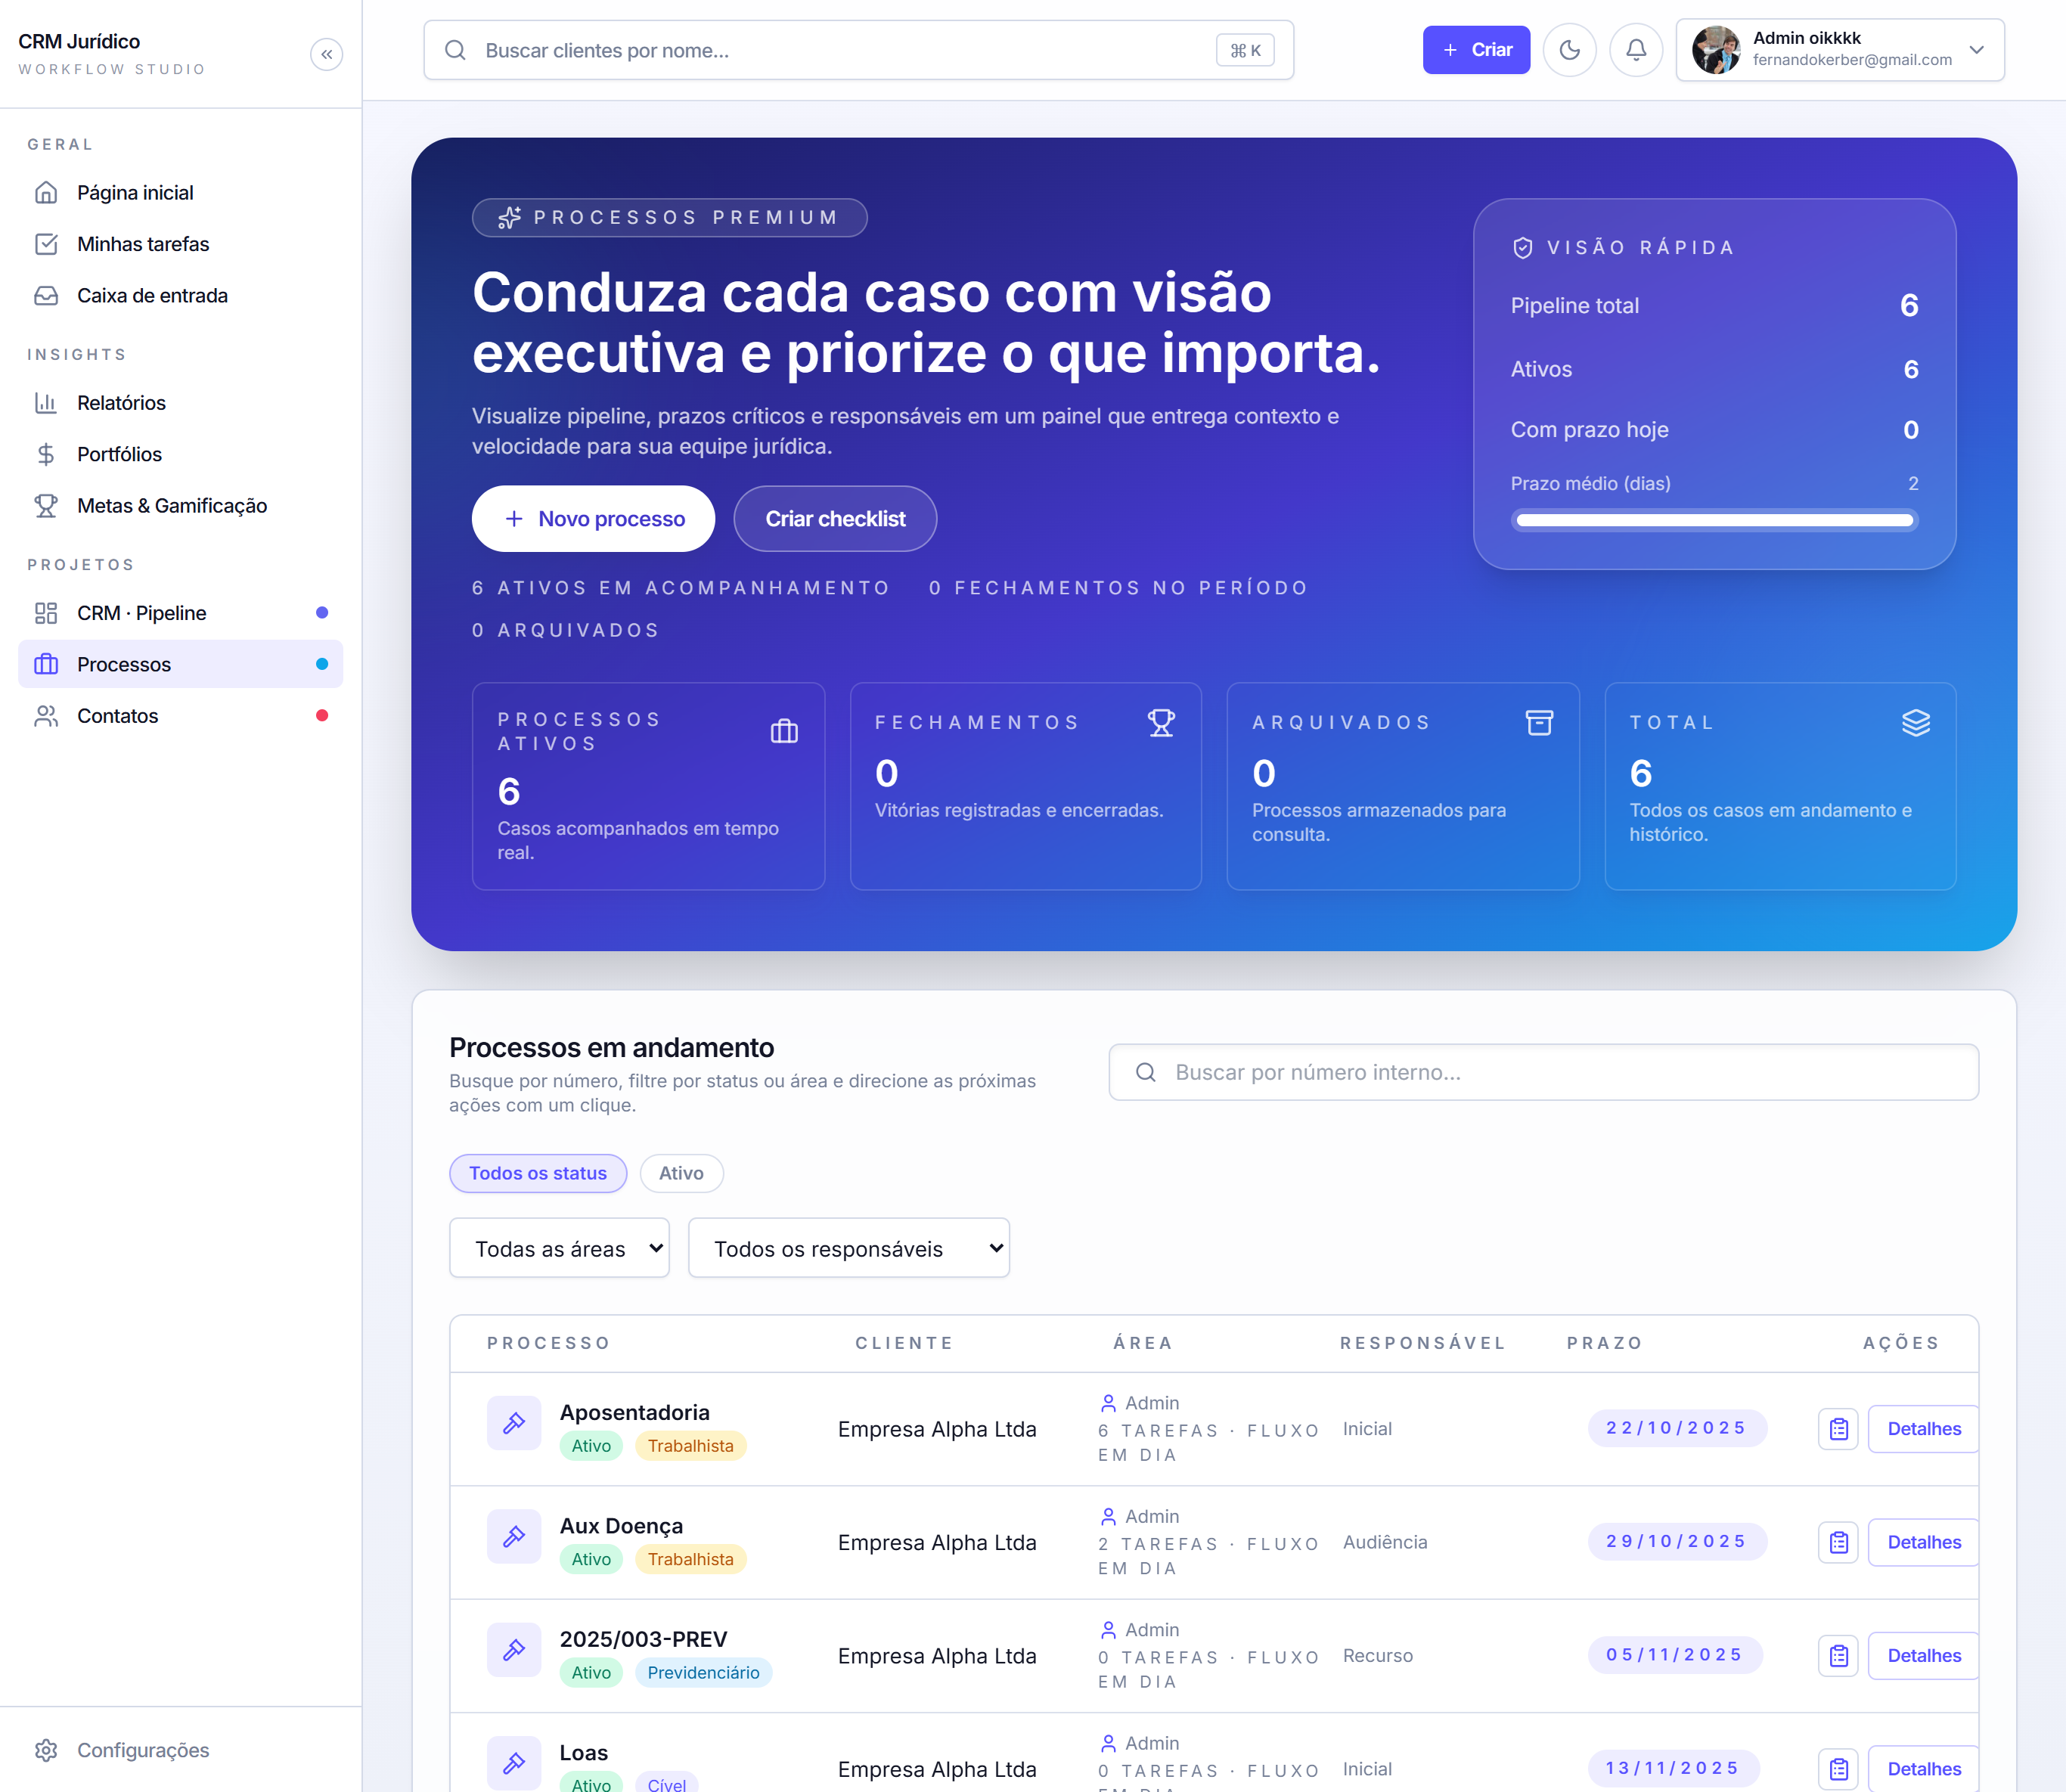 CRM Jurídico
WORKFLOW STUDIO
GERAL
Página inicial
Minhas tarefas
Caixa de entrada
INSIGHTS
Relatórios
Portfólios
Metas & Gamificação
PROJETOS
CRM · Pipeline
Processos
Contatos
Configurações
Buscar clientes por nome...
⌘ K
+ Criar
Admin oikkkk
fernandokerber@gmail.com
PROCESSOS PREMIUM
Conduza cada caso com visão
executiva e priorize o que importa.
Visualize pipeline, prazos críticos e responsáveis em um painel que entrega contexto e
velocidade para sua equipe jurídica.
+ Novo processo
Criar checklist
6 ATIVOS EM ACOMPANHAMENTO
0 FECHAMENTOS NO PERÍODO
0 ARQUIVADOS
VISÃO RÁPIDA
Pipeline total 6
Ativos 6
Com prazo hoje 0
Prazo médio (dias) 2
PROCESSOS
ATIVOS
6
Casos acompanhados em tempo
real.
FECHAMENTOS
0
Vitórias registradas e encerradas.
ARQUIVADOS
0
Processos armazenados para
consulta.
TOTAL
6
Todos os casos em andamento e
histórico.
Processos em andamento
Busque por número, filtre por status ou área e direcione as próximas
ações com um clique.
Buscar por número interno...
Todos os status
Ativo
Todas as áreas
Todos os responsáveis
PROCESSO CLIENTE ÁREA RESPONSÁVEL PRAZO AÇÕES
Aposentadoria
Ativo
Trabalhista
Empresa Alpha Ltda
Admin
6 TAREFAS · FLUXO
EM DIA
Inicial
22/10/2025
Detalhes
Aux Doença
Ativo
Trabalhista
Empresa Alpha Ltda
Admin
2 TAREFAS · FLUXO
EM DIA
Audiência
29/10/2025
Detalhes
2025/003-PREV
Ativo
Previdenciário
Empresa Alpha Ltda
Admin
0 TAREFAS · FLUXO
EM DIA
Recurso
05/11/2025
Detalhes
Loas
Ativo
Cível
Empresa Alpha Ltda
Admin
0 TAREFAS · FLUXO
EM DIA
Inicial
13/11/2025
Detalhes